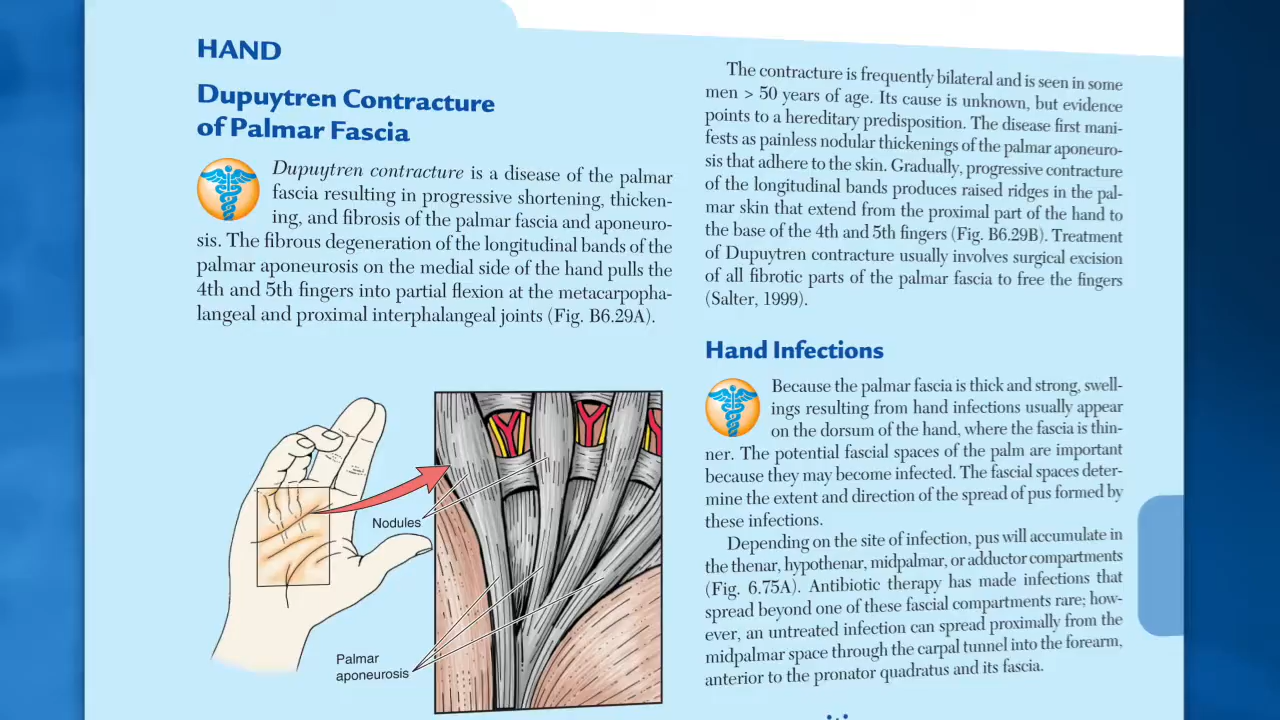 HAND
Dupuytren Contracture
of Palmar Fascia
Dupuytren contracture is a disease of the palmar
fascia resulting in progressive shortening, thicken-
ing, and fibrosis of the palmar fascia and aponeuro-
sis. The fibrous degeneration of the longitudinal bands of the
palmar aponeurosis on the medial side of the hand pulls the
4th and 5th fingers into partial flexion at the metacarpopha-
langeal and proximal interphalangeal joints (Fig. B6.29A).
Nodules
Palmar
aponeurosis
The contracture is frequently bilateral and is seen in some
men > 50 years of age. Its cause is unknown, but evidence
points to a hereditary predisposition. The disease first mani-
fests as painless nodular thickenings of the palmar aponeuro-
sis that adhere to the skin. Gradually, progressive contracture
of the longitudinal bands produces raised ridges in the pal-
mar skin that extend from the proximal part of the hand to
the base of the 4th and 5th fingers (Fig. B6.29B). Treatment
of Dupuytren contracture usually involves surgical excision
of all fibrotic parts of the palmar fascia to free the fingers
(Salter, 1999).
Hand Infections
Because the palmar fascia is thick and strong, swell-
ings resulting from hand infections usually appear
on the dorsum of the hand, where the fascia is thin-
ner. The potential fascial spaces of the palm are important
because they may become infected. The fascial spaces deter-
mine the extent and direction of the spread of pus formed by
these infections.
Depending on the site of infection, pus will accumulate in
the thenar, hypothenar, midpalmar, or adductor compartments
(Fig. 6.75A). Antibiotic therapy has made infections that
spread beyond one of these fascial compartments rare; how-
ever, an untreated infection can spread proximally from the
midpalmar space through the carpal tunnel into the forearm,
anterior to the pronator quadratus and its fascia.